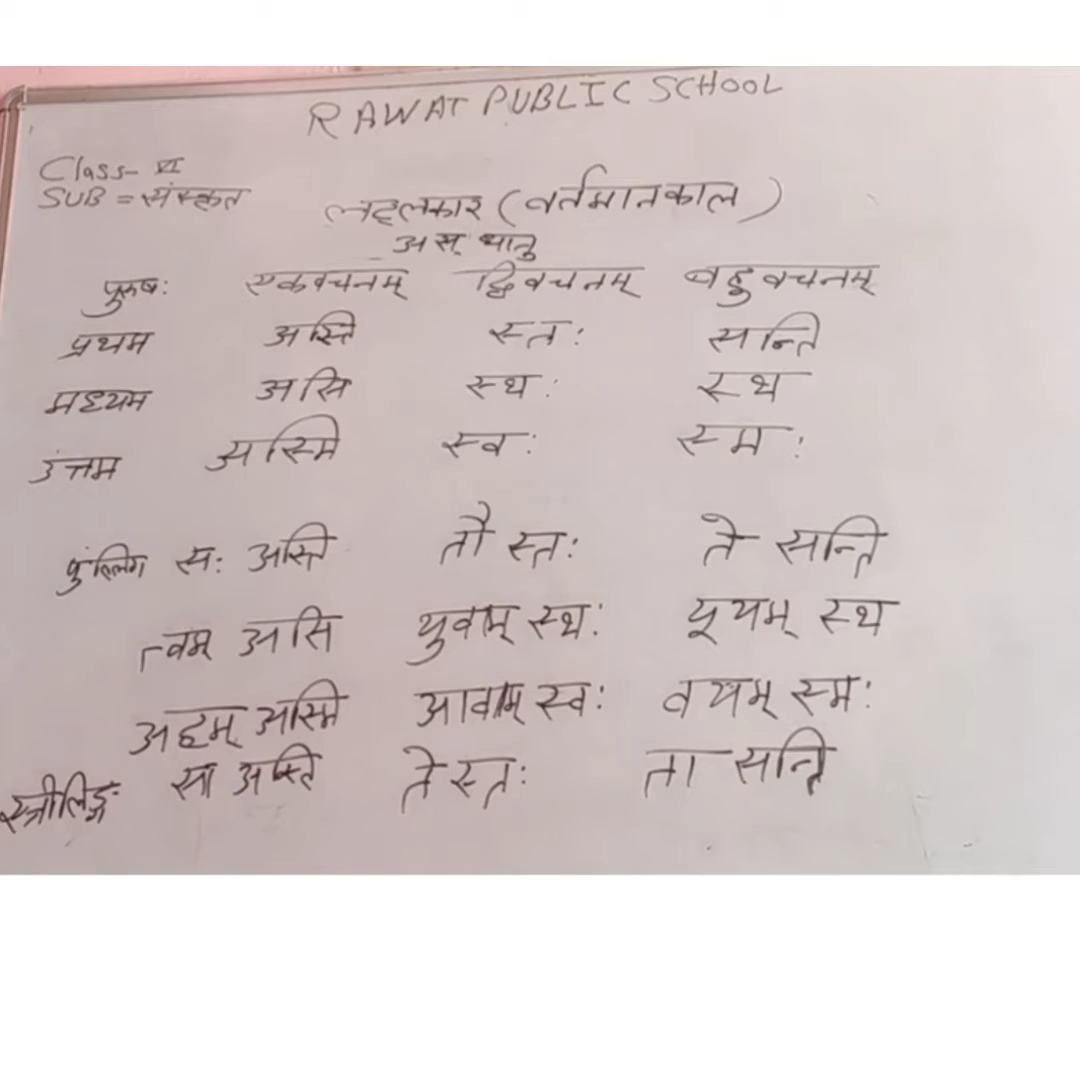 RAWAT PUBLIC SCHOOL
Class- VI
SUB = संस्कृत
लट्लकार (वर्तमानकाल)
अस् धातु
पुरुषः एकवचनम् द्विवचनम् बहुवचनम्
प्रथम अस्ति स्तः सन्ति
मध्यम असि स्थः स्थ
उत्तम अस्मि स्वः स्मः
पुंल्लिग सः अस्ति तौ स्तः ते सन्ति
त्वम् असि युवाम् स्थः यूयम् स्थ
अहम् अस्मि आवाम् स्वः वयम् स्मः
स्त्रीलिङ्गः सा अस्ति ते स्तः ता सन्ति